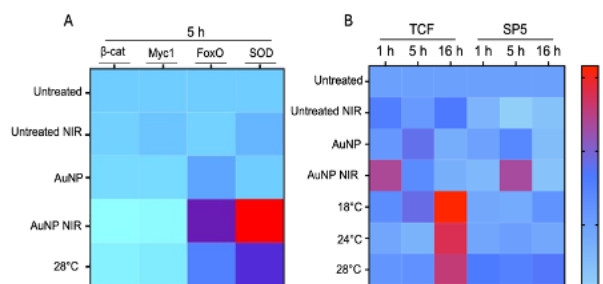 A
5 h
β-cat Myc1 FoxO SOD
Untreated
Untreated NIR
AuNP
AuNP NIR
28°C
B
TCF SP5
1 h 5 h 16 h 1 h 5 h 16 h
Untreated
Untreated NIR
AuNP
AuNP NIR
18°C
24°C
28°C